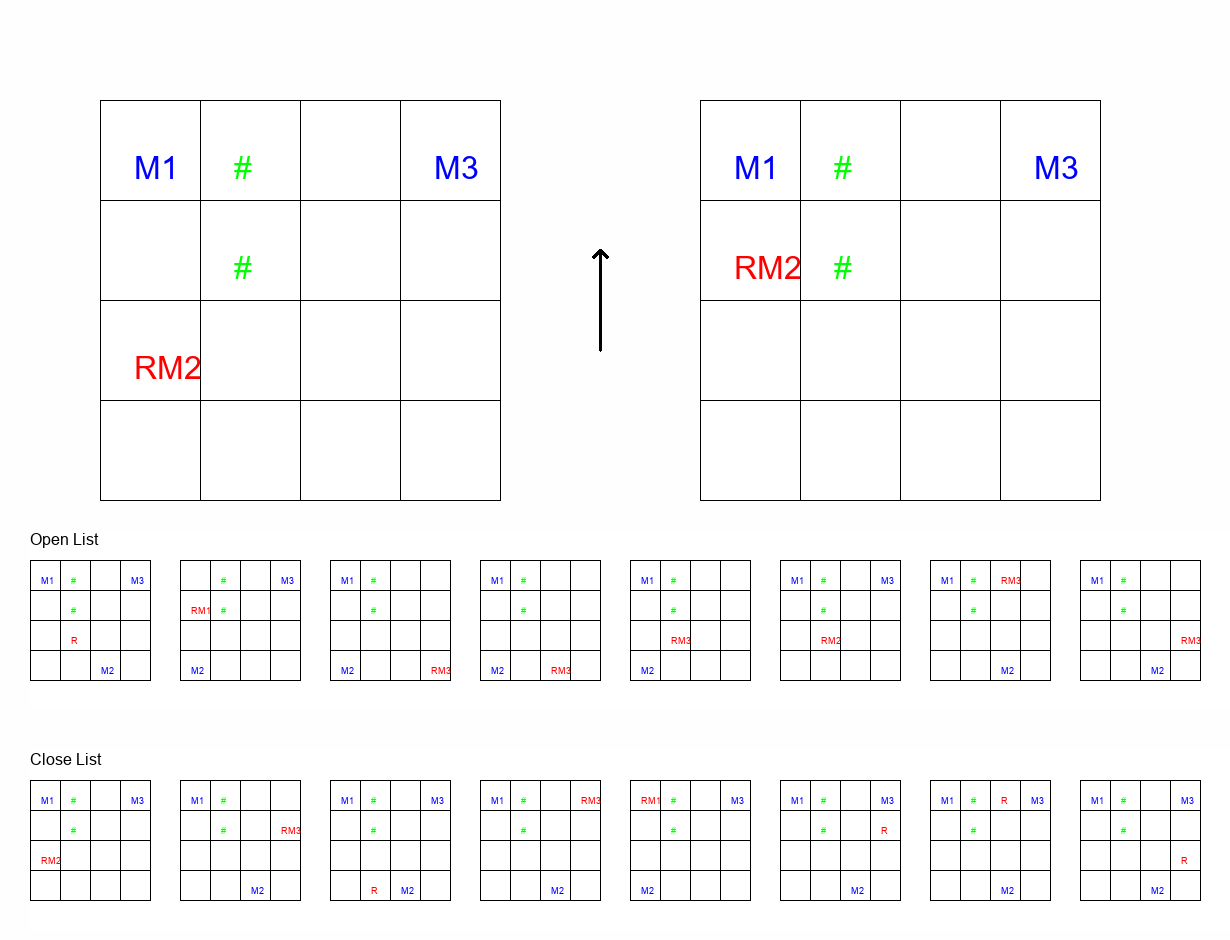 M1 # M3 M1 # M3
# RM2 #
RM2
Open List
M1 # M3 # M3 M1 # M1 # M1 # M1 # M3 M1 # RM3 M1 #
# RM1 # # # # # # #
R RM3 RM2 RM3
M2 M2 M2 RM3 M2 RM3 M2 M2 M2
Close List
M1 # M3 M1 # M1 # M3 M1 # RM3 RM1 # M3 M1 # M3 M1 # R M3 M1 # M3
# # RM3 # # # # R # #
RM2 R
M2 R M2 M2 M2 M2 M2 M2